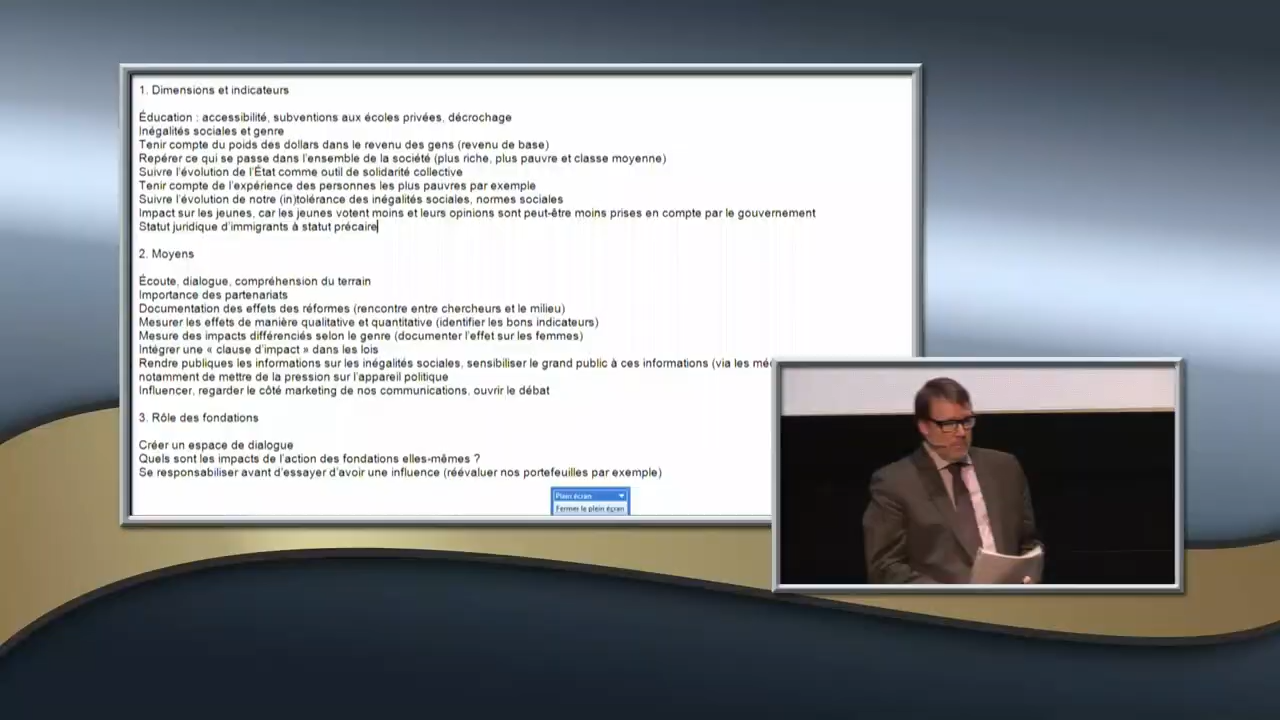 1. Dimensions et indicateurs
Éducation : accessibilité, subventions aux écoles privées, décrochage
Inégalités sociales et genre
Tenir compte du poids des dollars dans le revenu des gens (revenu de base)
Repérer ce qui se passe dans l'ensemble de la société (plus riche, plus pauvre et classe moyenne)
Suivre l'évolution de l'État comme outil de solidarité collective
Tenir compte de l'expérience des personnes les plus pauvres par exemple
Suivre l'évolution de notre (in)tolérance des inégalités sociales, normes sociales
Impact sur les jeunes, car les jeunes votent moins et leurs opinions sont peut-être moins prises en compte par le gouvernement
Statut juridique d'immigrants à statut précaire
2. Moyens
Écoute, dialogue, compréhension du terrain
Importance des partenariats
Documentation des effets des réformes (rencontre entre chercheurs et le milieu)
Mesurer les effets de manière qualitative et quantitative (identifier les bons indicateurs)
Mesure des impacts différenciés selon le genre (documenter l'effet sur les femmes)
Intégrer une « clause d'impact » dans les lois
Rendre publiques les informations sur les inégalités sociales, sensibiliser le grand public à ces informations (via les
notamment de mettre de la pression sur l'appareil politique
Influencer, regarder le côté marketing de nos communications, ouvrir le débat
3. Rôle des fondations
Créer un espace de dialogue
Quels sont les impacts de l'action des fondations elles-mêmes ?
Se responsabiliser avant d'essayer d'avoir une influence (réévaluer nos portefeuilles par exemple)
Plein écran
Fermer le plein écran